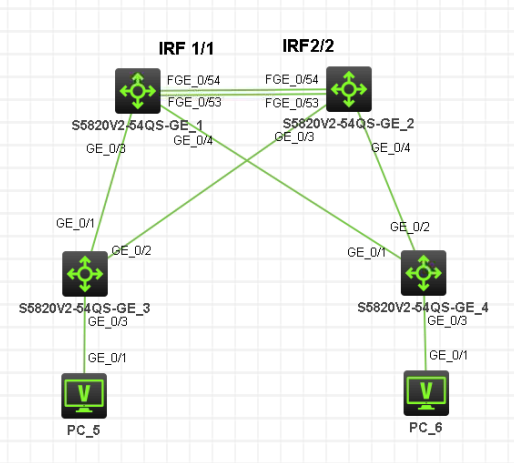 IRF 1/1
IRF2/2
FGE_0/54
FGE_0/54
FGE_0/53
FGE_0/53
S5820V2-54QS-GE_1
S5820V2-54QS-GE_2
GE_0/3
GE_0/4
GE_0/3
GE_0/4
GE_0/1
GE_0/2
GE_0/2
GE_0/1
S5820V2-54QS-GE_3
S5820V2-54QS-GE_4
GE_0/3
GE_0/3
GE_0/1
GE_0/1
V
V
PC_5
PC_6